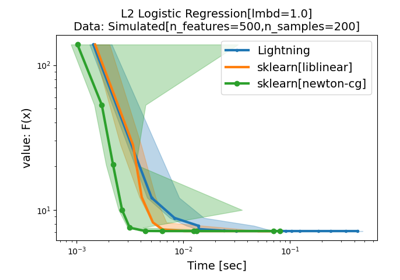 L2 Logistic Regression[lmbd=1.0]
Data: Simulated[n_features=500,n_samples=200]
Lightning
sklearn[liblinear]
sklearn[newton-cg]
value: F(x)
10²
10¹
10⁻³
10⁻²
10⁻¹
Time [sec]